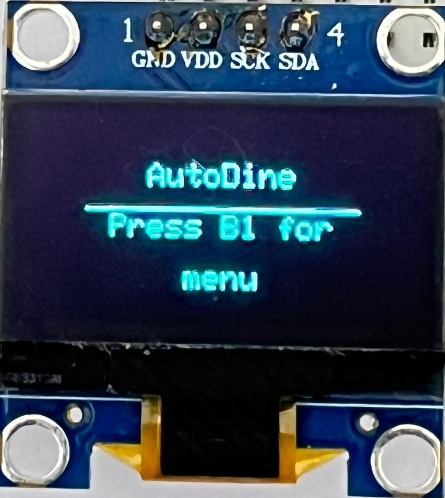 1 4
GND VDD SCK SDA
AutoDine
Press B1 for
menu